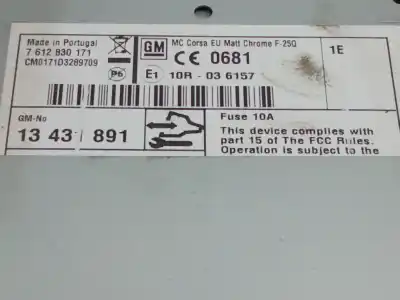 Made in Portugal
7 612 830 171
CM0171D3289709
P6
GM
MC Corsa EU Matt Chrome F-25Q
CE 0681
E1 10R - 03 6157
1E
GM-No
13 43 891
Fuse 10A
This device complies with
part 15 of The FCC Rules.
Operation is subject to the